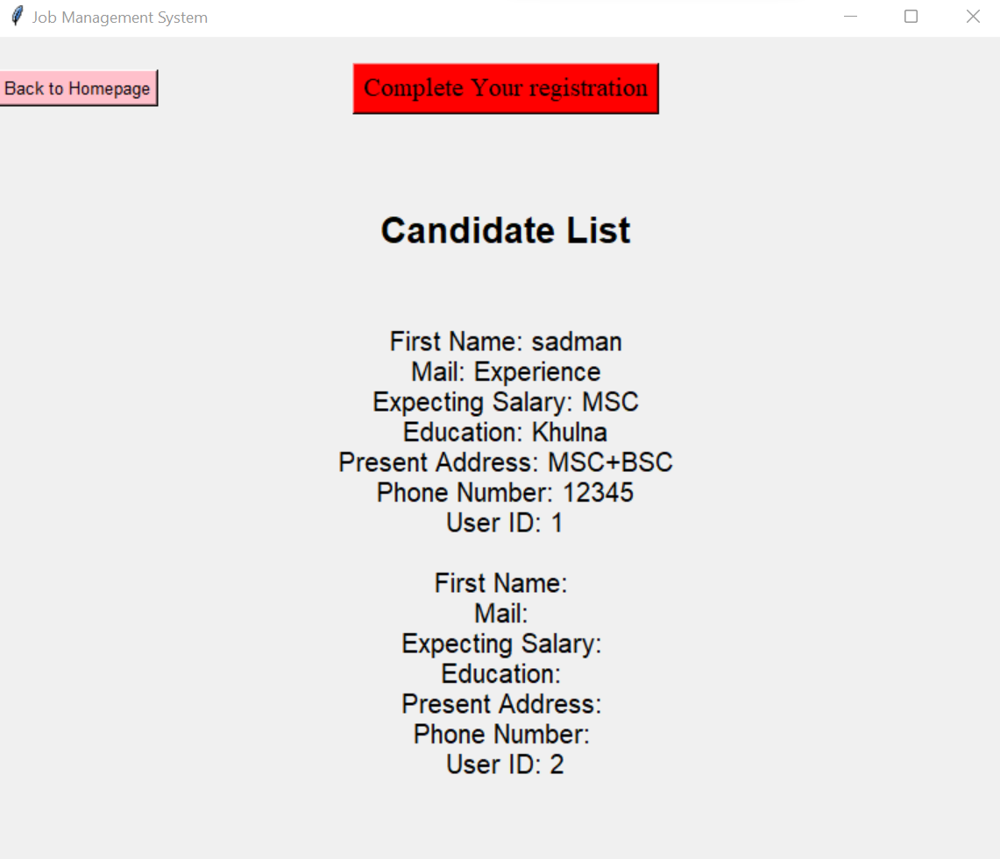 Job Management System
Back to Homepage
Complete Your registration
Candidate List
First Name: sadman
Mail: Experience
Expecting Salary: MSC
Education: Khulna
Present Address: MSC+BSC
Phone Number: 12345
User ID: 1
First Name:
Mail:
Expecting Salary:
Education:
Present Address:
Phone Number:
User ID: 2